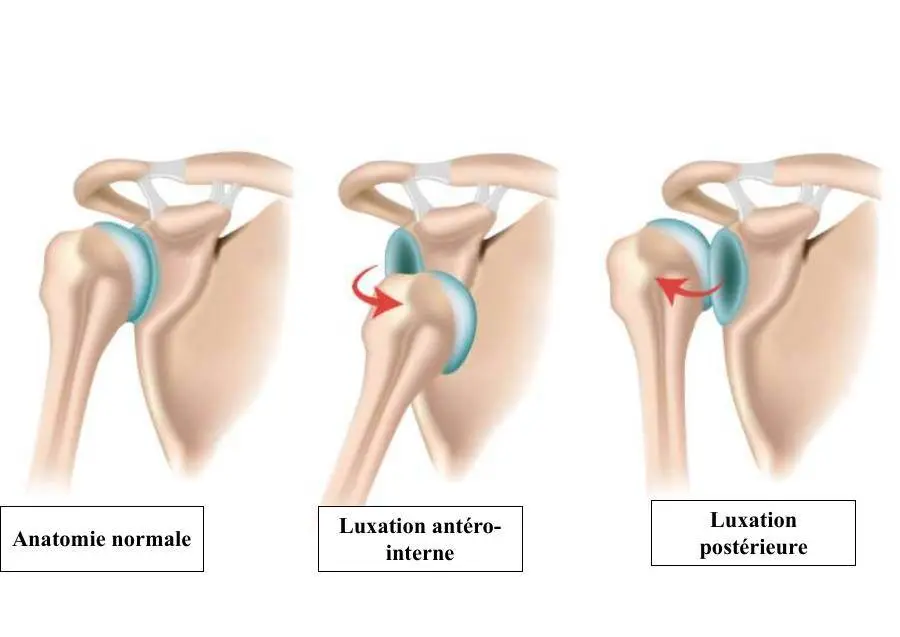 Anatomie normale
Luxation antéro-
interne
Luxation
postérieure